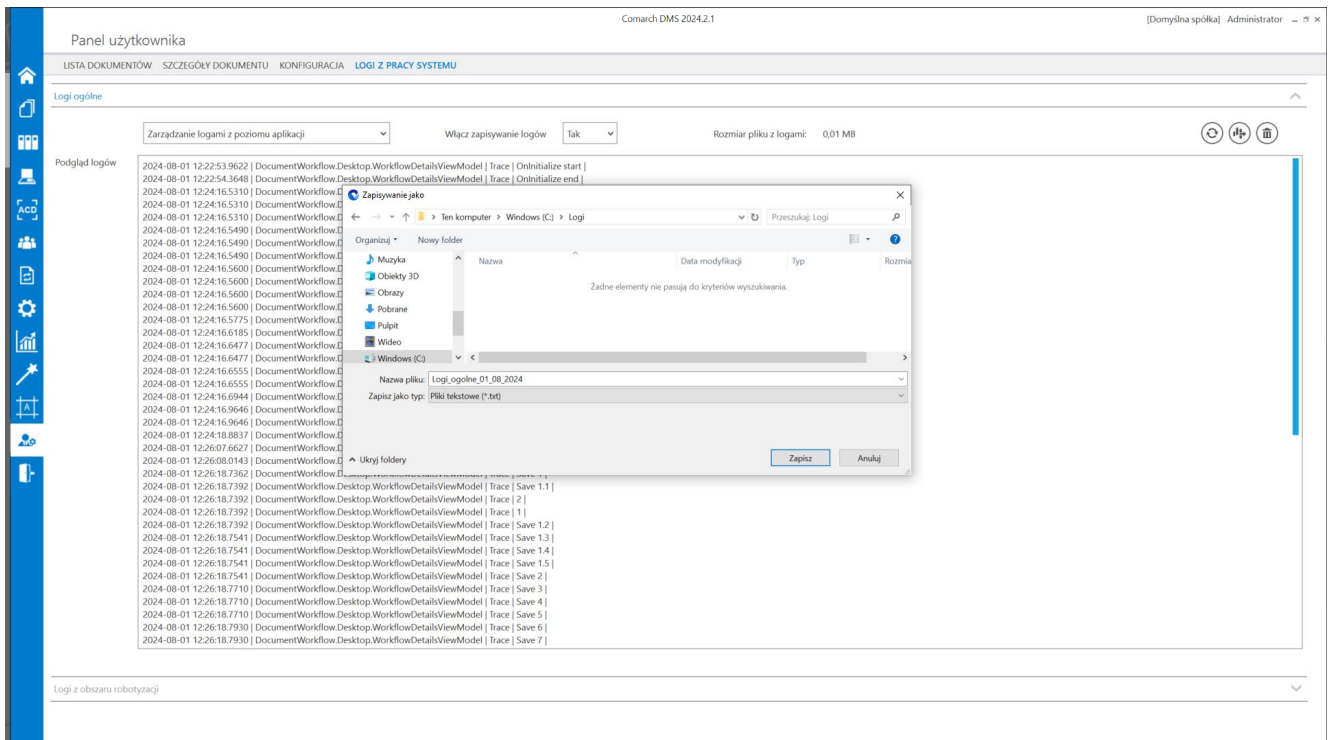 Comarch DMS 2024.2.1
[Domyślna spółka] Administrator
Panel użytkownika
LISTA DOKUMENTÓW SZCZEGÓŁY DOKUMENTU KONFIGURACJA LOGI Z PRACY SYSTEMU
Logi ogólne
Zarządzanie logami z poziomu aplikacji Włącz zapisywanie logów Tak Rozmiar pliku z logami: 0,01 MB
Podgląd logów
2024-08-01 12:22:53.9622 | DocumentWorkflow.Desktop.WorkflowDetailsViewModel | Trace | OnInitialize start |
2024-08-01 12:22:54.3648 | DocumentWorkflow.Desktop.WorkflowDetailsViewModel | Trace | OnInitialize end |
2024-08-01 12:24:16.5310 | DocumentWorkflow.D
2024-08-01 12:24:16.5310 | DocumentWorkflow.D
2024-08-01 12:24:16.5310 | DocumentWorkflow.D
2024-08-01 12:24:16.5490 | DocumentWorkflow.D
2024-08-01 12:24:16.5490 | DocumentWorkflow.D
2024-08-01 12:24:16.5490 | DocumentWorkflow.D
2024-08-01 12:24:16.5600 | DocumentWorkflow.D
2024-08-01 12:24:16.5600 | DocumentWorkflow.D
2024-08-01 12:24:16.5600 | DocumentWorkflow.D
2024-08-01 12:24:16.5600 | DocumentWorkflow.D
2024-08-01 12:24:16.5775 | DocumentWorkflow.D
2024-08-01 12:24:16.6185 | DocumentWorkflow.D
2024-08-01 12:24:16.6477 | DocumentWorkflow.D
2024-08-01 12:24:16.6477 | DocumentWorkflow.D
2024-08-01 12:24:16.6555 | DocumentWorkflow.D
2024-08-01 12:24:16.6555 | DocumentWorkflow.D
2024-08-01 12:24:16.6944 | DocumentWorkflow.D
2024-08-01 12:24:16.9646 | DocumentWorkflow.D
2024-08-01 12:24:16.9646 | DocumentWorkflow.D
2024-08-01 12:24:18.8837 | DocumentWorkflow.D
2024-08-01 12:26:07.6627 | DocumentWorkflow.D
2024-08-01 12:26:08.0143 | DocumentWorkflow.D
2024-08-01 12:26:18.7362 | DocumentWorkflow.Desktop.WorkflowDetailsViewModel | Trace | Save 1 |
2024-08-01 12:26:18.7392 | DocumentWorkflow.Desktop.WorkflowDetailsViewModel | Trace | Save 1.1 |
2024-08-01 12:26:18.7392 | DocumentWorkflow.Desktop.WorkflowDetailsViewModel | Trace | 2 |
2024-08-01 12:26:18.7392 | DocumentWorkflow.Desktop.WorkflowDetailsViewModel | Trace | 1 |
2024-08-01 12:26:18.7392 | DocumentWorkflow.Desktop.WorkflowDetailsViewModel | Trace | Save 1.2 |
2024-08-01 12:26:18.7541 | DocumentWorkflow.Desktop.WorkflowDetailsViewModel | Trace | Save 1.3 |
2024-08-01 12:26:18.7541 | DocumentWorkflow.Desktop.WorkflowDetailsViewModel | Trace | Save 1.4 |
2024-08-01 12:26:18.7541 | DocumentWorkflow.Desktop.WorkflowDetailsViewModel | Trace | Save 1.5 |
2024-08-01 12:26:18.7541 | DocumentWorkflow.Desktop.WorkflowDetailsViewModel | Trace | Save 2 |
2024-08-01 12:26:18.7710 | DocumentWorkflow.Desktop.WorkflowDetailsViewModel | Trace | Save 3 |
2024-08-01 12:26:18.7710 | DocumentWorkflow.Desktop.WorkflowDetailsViewModel | Trace | Save 4 |
2024-08-01 12:26:18.7710 | DocumentWorkflow.Desktop.WorkflowDetailsViewModel | Trace | Save 5 |
2024-08-01 12:26:18.7930 | DocumentWorkflow.Desktop.WorkflowDetailsViewModel | Trace | Save 6 |
2024-08-01 12:26:18.7930 | DocumentWorkflow.Desktop.WorkflowDetailsViewModel | Trace | Save 7 |
Zapisywanie jako
Ten komputer > Windows (C:) > Logi
Przeszukaj: Logi
Organizuj Nowy folder
Nazwa Data modyfikacji Typ Rozmia
Żadne elementy nie pasują do kryteriów wyszukiwania.
Muzyka
Obiekty 3D
Obrazy
Pobrane
Pulpit
Wideo
Windows (C:)
Nazwa pliku: Logi_ogolne_01_08_2024
Zapisz jako typ: Pliki tekstowe (*.txt)
Ukryj foldery
Zapisz Anuluj
Logi z obszaru robotyzacji
ACD
A